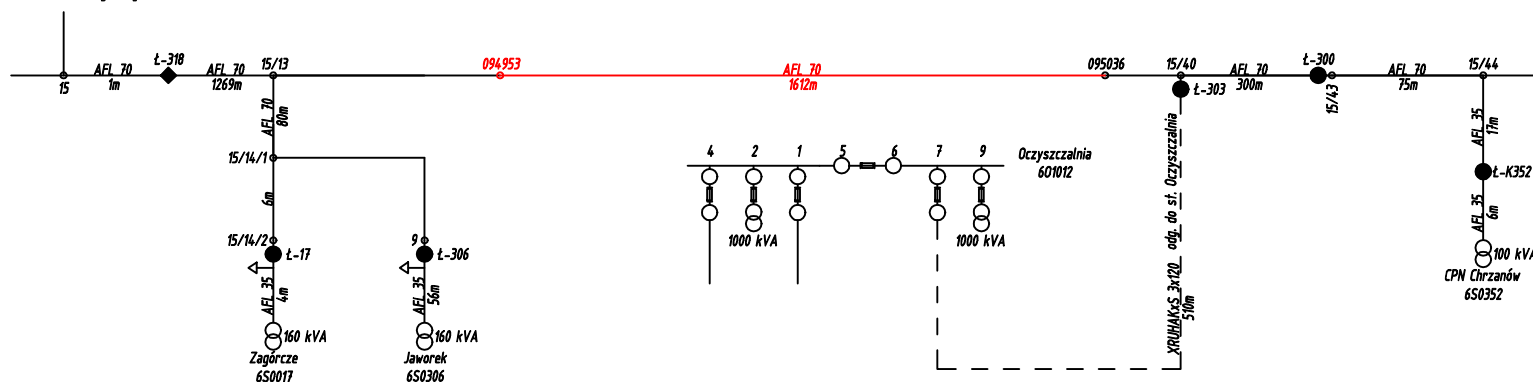 Ł-318
15/13
094953
AFL 70
1612m
095036
15/40
Ł-300
15/44
AFL 70
1m
AFL 70
1269m
AFL 70
300m
AFL 70
75m
15
Ł-303
15/43
AFL 70
80m
AFL 35
17m
15/14/1
4
2
1
5
6
7
9
Oczyszczalnia
6O1012
Ł-K352
6m
AFL 35
6m
15/14/2
9
1000 kVA
1000 kVA
Ł-17
Ł-306
XRUHAKxS 3x120 odg. do st. Oczyszczalnia
510m
100 kVA
CPN Chrzanów
6S0352
AFL 35
4m
AFL 35
56m
160 kVA
160 kVA
Zagórcze
6S0017
Jaworek
6S0306